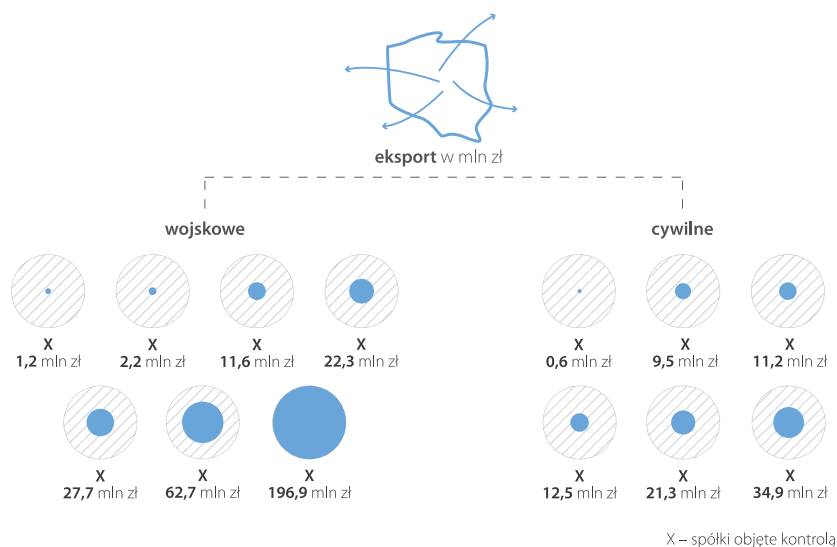 eksport w mln zł
wojskowe
cywilne
X
X
X
X
1,2 mln zł
2,2 mln zł
11,6 mln zł
22,3 mln zł
X
X
X
27,7 mln zł
62,7 mln zł
196,9 mln zł
X
X
X
0,6 mln zł
9,5 mln zł
11,2 mln zł
X
X
X
12,5 mln zł
21,3 mln zł
34,9 mln zł
X – spółki objęte kontrolą